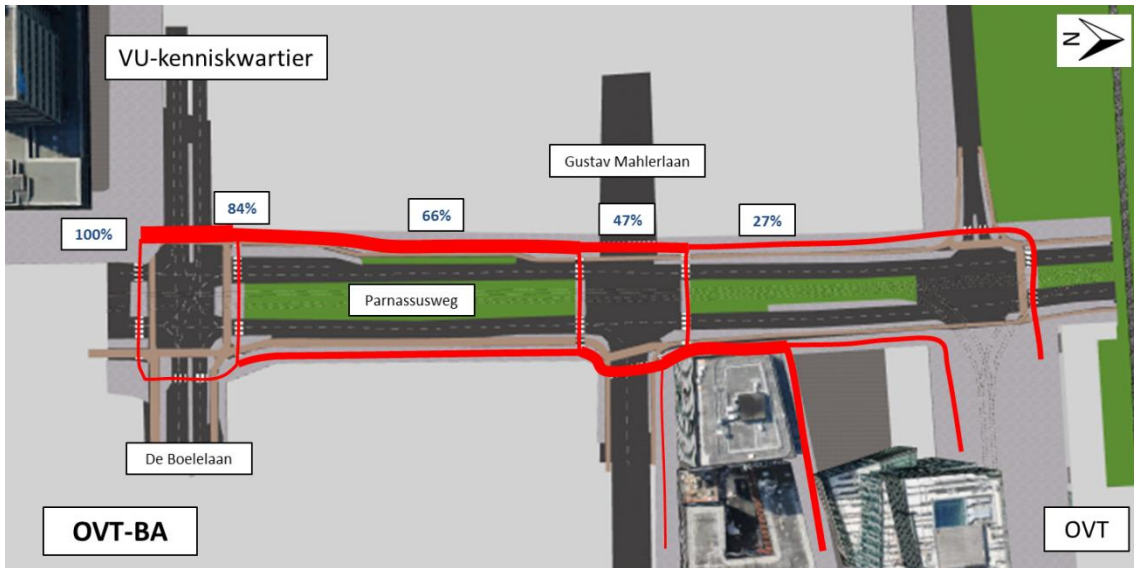 VU-kenniskwartier
N
Gustav Mahlerlaan
100%
84%
66%
47%
27%
Parnassusweg
De Boelelaan
OVT-BA
OVT